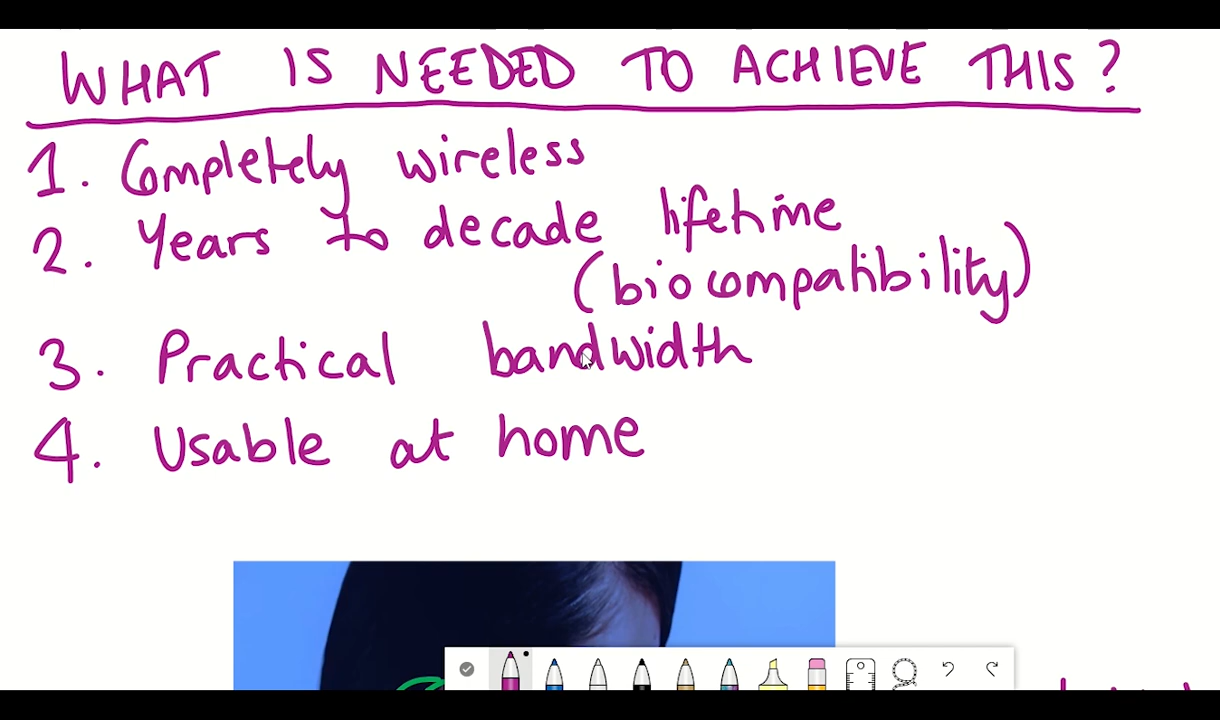 WHAT IS NEEDED TO ACHIEVE THIS?
1. Completely wireless
2. Years to decade lifetime
(biocompatibility)
3. Practical bandwidth
4. Usable at home